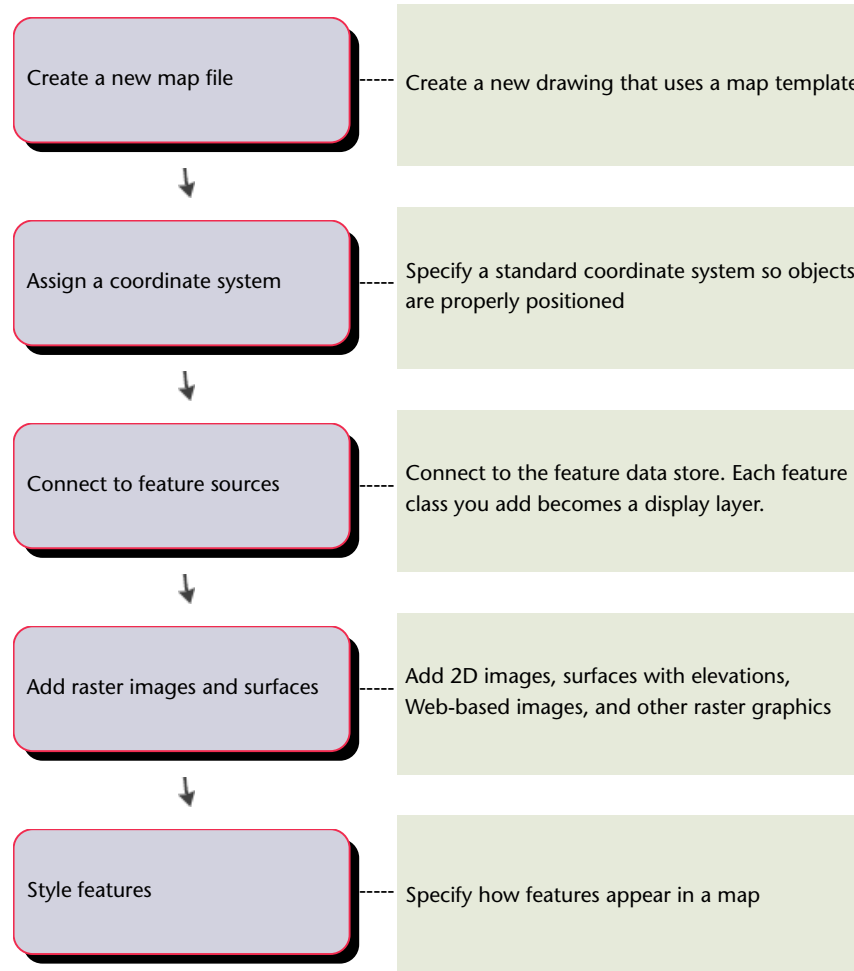 Create a new map file
Create a new drawing that uses a map template
Assign a coordinate system
Specify a standard coordinate system so objects
are properly positioned
Connect to feature sources
Connect to the feature data store. Each feature
class you add becomes a display layer.
Add raster images and surfaces
Add 2D images, surfaces with elevations,
Web-based images, and other raster graphics
Style features
Specify how features appear in a map